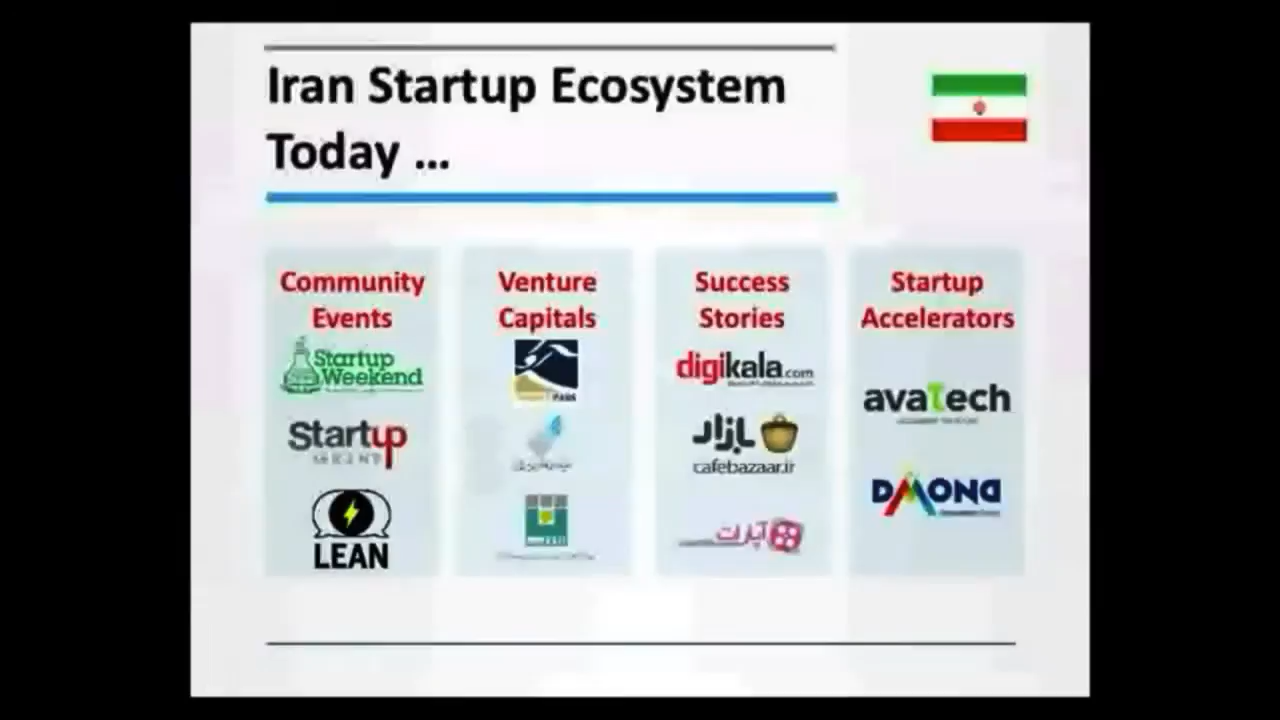 Iran Startup Ecosystem
Today ...
Community
Events
Startup
Weekend
Startup
LEAN
Venture
Capitals
PARK
Success
Stories
digikala.com
بازار
cafebazaar.ir
آپارات
Startup
Accelerators
avatech
DMOND